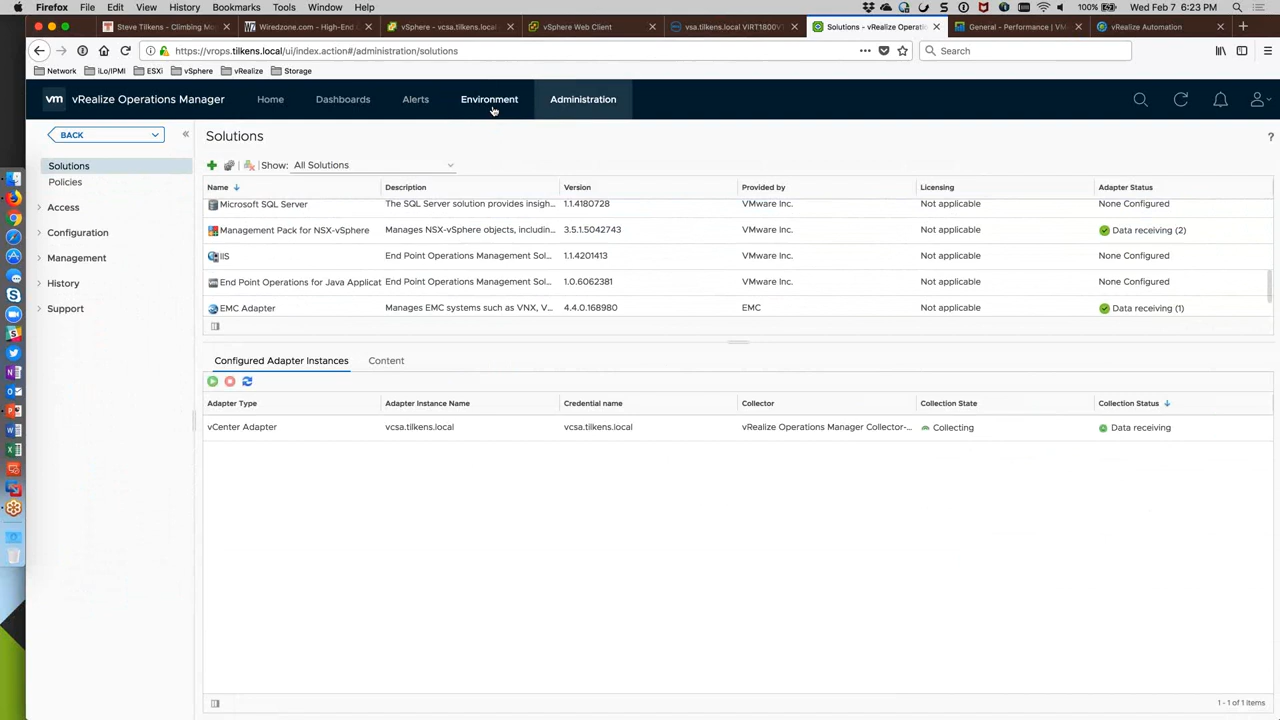 Firefox File Edit View History Bookmarks Tools Window Help 100% Wed Feb 7 6:23 PM
Steve Tilkens - Climbing Mo Wiredzone.com - High-End C vSphere - vcsa.tilkens.local vSphere Web Client vsa.tilkens.local VIRT1800V Solutions - vRealize Operatio General - Performance | VM vRealize Automation
https://vrops.tilkens.local/ui/index.action#/administration/solutions Search
Network iLo/IPMI ESXi vSphere vRealize Storage
vm vRealize Operations Manager Home Dashboards Alerts Environment Administration
BACK
Solutions
Policies
Access
Configuration
Management
History
Support
Solutions
Show: All Solutions
Name Description Version Provided by Licensing Adapter Status
Microsoft SQL Server The SQL Server solution provides insigh... 1.1.4180728 VMware Inc. Not applicable None Configured
Management Pack for NSX-vSphere Manages NSX-vSphere objects, includin... 3.5.1.5042743 VMware Inc. Not applicable Data receiving (2)
IIS End Point Operations Management Sol... 1.1.4201413 VMware Inc. Not applicable None Configured
End Point Operations for Java Applicat End Point Operations Management Sol... 1.0.6062381 VMware Inc. Not applicable None Configured
EMC Adapter Manages EMC systems such as VNX, V... 4.4.0.168980 EMC Not applicable Data receiving (1)
Configured Adapter Instances Content
Adapter Type Adapter Instance Name Credential name Collector Collection State Collection Status
vCenter Adapter vcsa.tilkens.local vcsa.tilkens.local vRealize Operations Manager Collector-... Collecting Data receiving
1 - 1 of 1 items